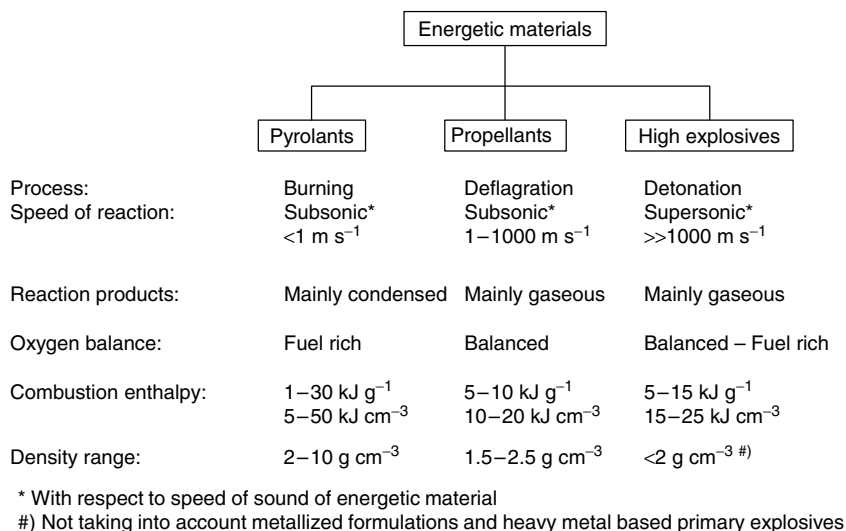 Energetic materials
Pyrolants Propellants High explosives
Process: Burning Deflagration Detonation
Speed of reaction: Subsonic* Subsonic* Supersonic*
<1 m s⁻¹ 1–1000 m s⁻¹ >>1000 m s⁻¹
Reaction products: Mainly condensed Mainly gaseous Mainly gaseous
Oxygen balance: Fuel rich Balanced Balanced – Fuel rich
Combustion enthalpy: 1–30 kJ g⁻¹ 5–10 kJ g⁻¹ 5–15 kJ g⁻¹
5–50 kJ cm⁻³ 10–20 kJ cm⁻³ 15–25 kJ cm⁻³
Density range: 2–10 g cm⁻³ 1.5–2.5 g cm⁻³ <2 g cm⁻³ #)
* With respect to speed of sound of energetic material
#) Not taking into account metallized formulations and heavy metal based primary explosives